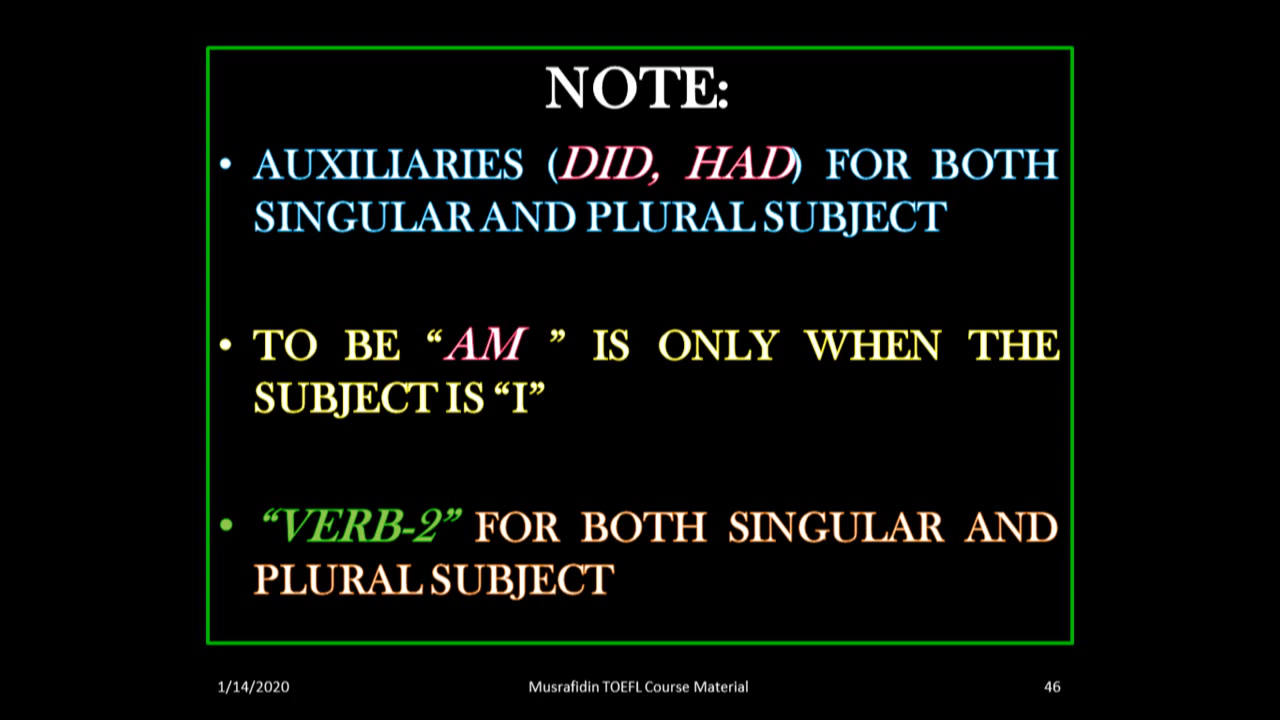 NOTE:
• AUXILIARIES (DID, HAD) FOR BOTH
SINGULAR AND PLURAL SUBJECT
• TO BE “AM ” IS ONLY WHEN THE
SUBJECT IS “I”
• “VERB-2” FOR BOTH SINGULAR AND
PLURAL SUBJECT
1/14/2020 Musrafidin TOEFL Course Material 46